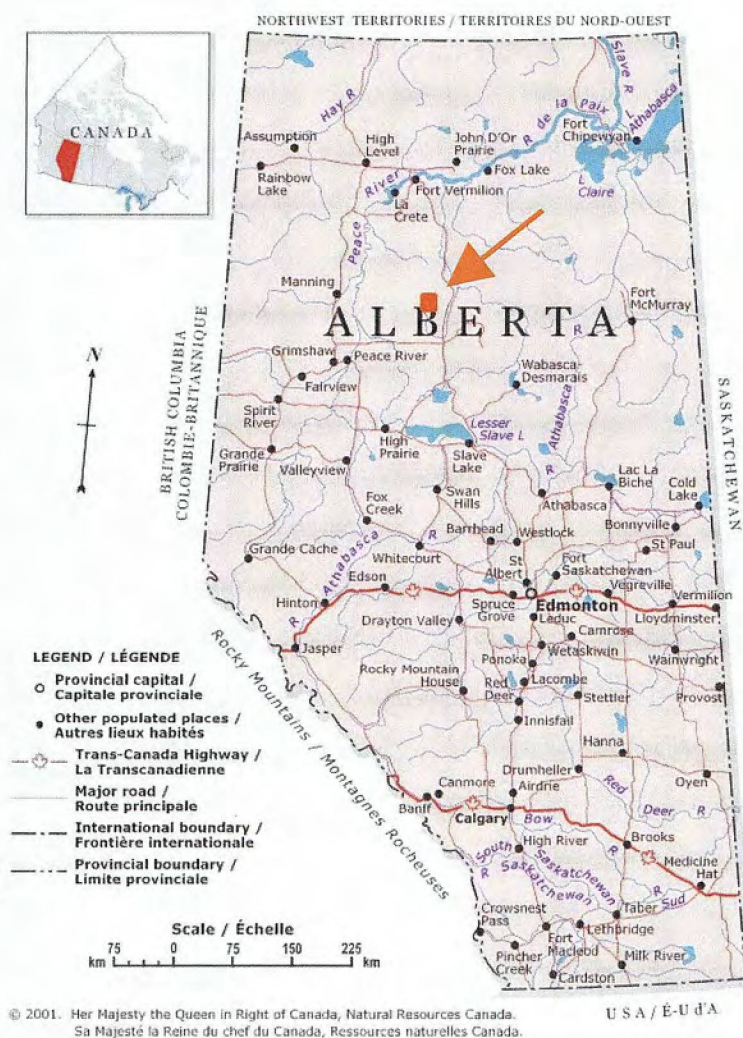 NORTHWEST TERRITORIES / TERRITOIRES DU NORD-OUEST
CANADA
Slave R
L Athabasca
Hay R
R de la Paix
Fort
Chipewyan
Assumption
High
Level
John D'Or
Prairie
Rainbow
Lake
Fox Lake
L
Claire
River
Fort Vermilion
La
Crete
Peace
Manning
ALBERTA
Fort
McMurray
N
BRITISH COLUMBIA
COLOMBIE-BRITANNIQUE
SASKATCHEWAN
Grimshaw
Peace River
Fairview
Wabasca-
Desmarais
Athabasca R
Spirit
River
Lesser
Slave L
High
Prairie
Slave
Lake
Grande
Prairie
Valleyview
Lac La
Biche
Cold
Lake
Fox
Creek
Swan
Hills
Athabasca
Bonnyville
Barrhead
Westlock
St Paul
Grande Cache
R Athabasca R
Whitecourt
St
Albert
Fort
Saskatchewan
Edson
Vegreville
Vermilion
Hinton
Spruce
Grove
Edmonton
Lloydminster
Drayton Valley
Leduc
Camrose
Jasper
Wetaskiwin
Wainwright
Ponoka
Rocky Mountain
House
Red
Deer
Lacombe
Stettler
Provost
Innisfail
Hanna
Rocky Mountains / Montagnes Rocheuses
Drumheller
Oyen
Canmore
Airdrie
Red Deer R
Banff
Calgary
Bow R
High River
Brooks
South Saskatchewan
R Saskatchewan Sud
R
Medicine
Hat
Taber
Crowsnest
Pass
Lethbridge
Fort
Macleod
Pincher
Creek
Milk River
Cardston
USA / É-U d'A
LEGEND / LÉGENDE
Provincial capital /
Capitale provinciale
Other populated places /
Autres lieux habités
Trans-Canada Highway /
La Transcanadienne
Major road /
Route principale
International boundary /
Frontière internationale
Provincial boundary /
Limite provinciale
Scale / Échelle
75 0 75 150 225
km km
© 2001. Her Majesty the Queen in Right of Canada, Natural Resources Canada.
Sa Majesté la Reine du chef du Canada, Ressources naturelles Canada.